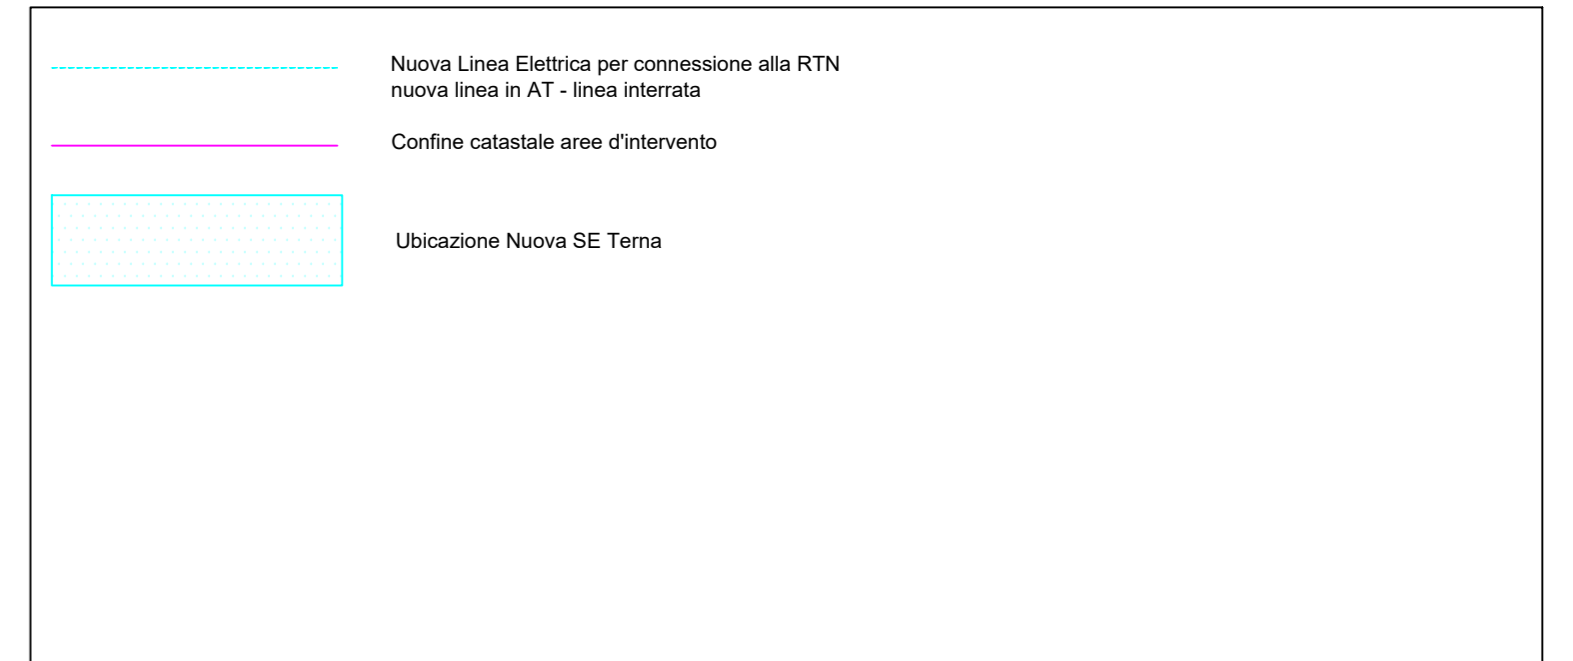 Nuova Linea Elettrica per connessione alla RTN
nuova linea in AT - linea interrata
Confine catastale aree d'intervento
Ubicazione Nuova SE Terna